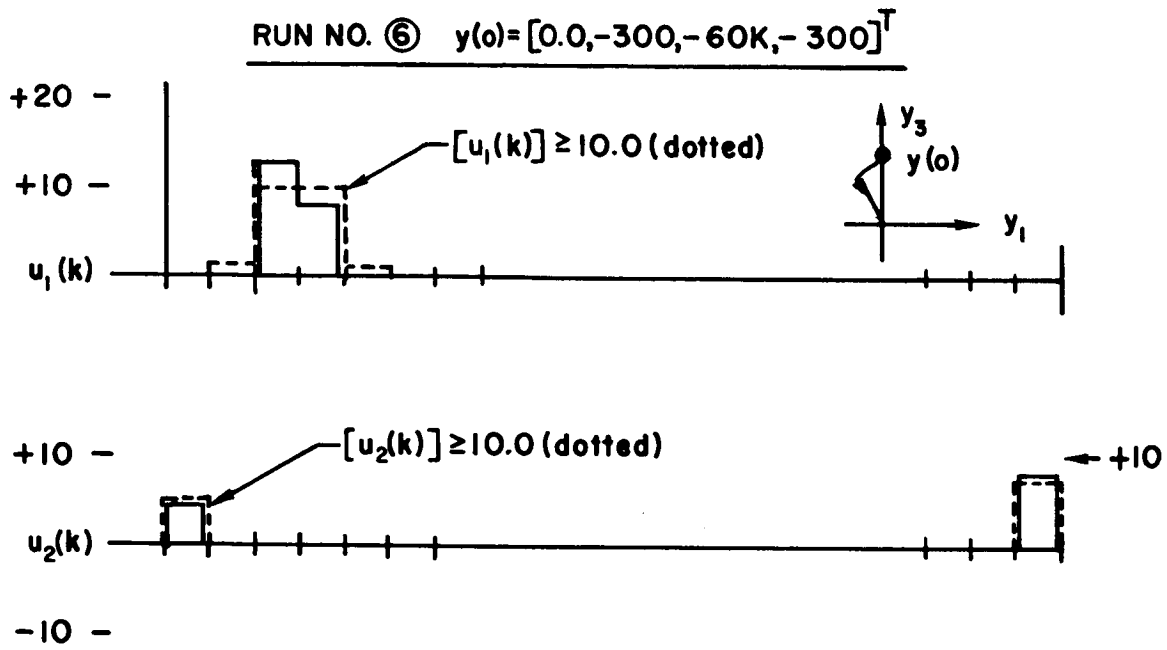 RUN NO. ⑥ y(o)=[0.0,-300,-60K,-300]ᵀ
+20 –
[u₁(k)] ≥10.0 (dotted)
y₃
y(o)
+10 –
y₁
u₁(k)
+10 –
[u₂(k)] ≥10.0 (dotted)
+10
u₂(k)
-10 –